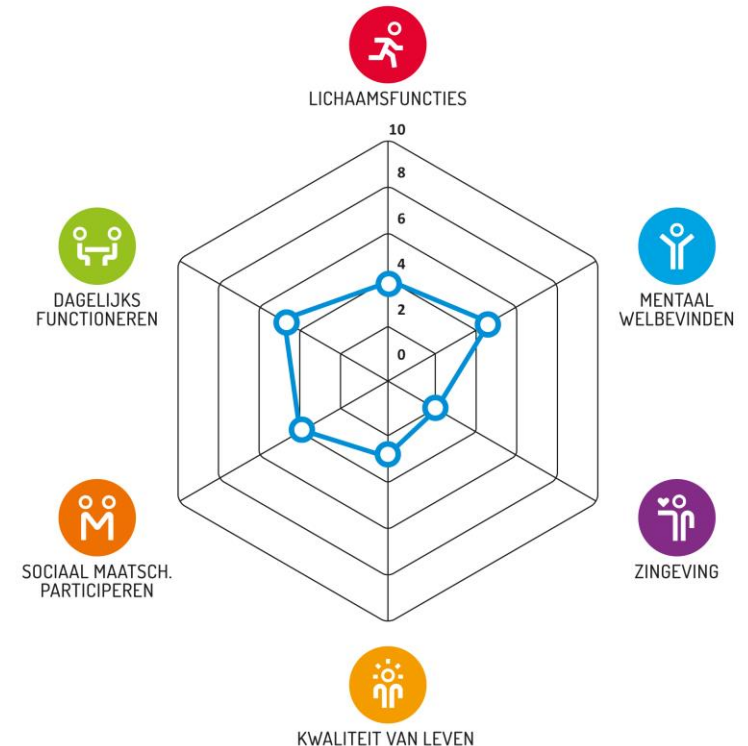 LICHAAMSFUNCTIES
10
8
6
4
2
0
DAGELIJKS
FUNCTIONEREN
MENTAAL
WELBEVINDEN
SOCIAAL MAATSCH.
PARTICIPEREN
ZINGEVING
KWALITEIT VAN LEVEN